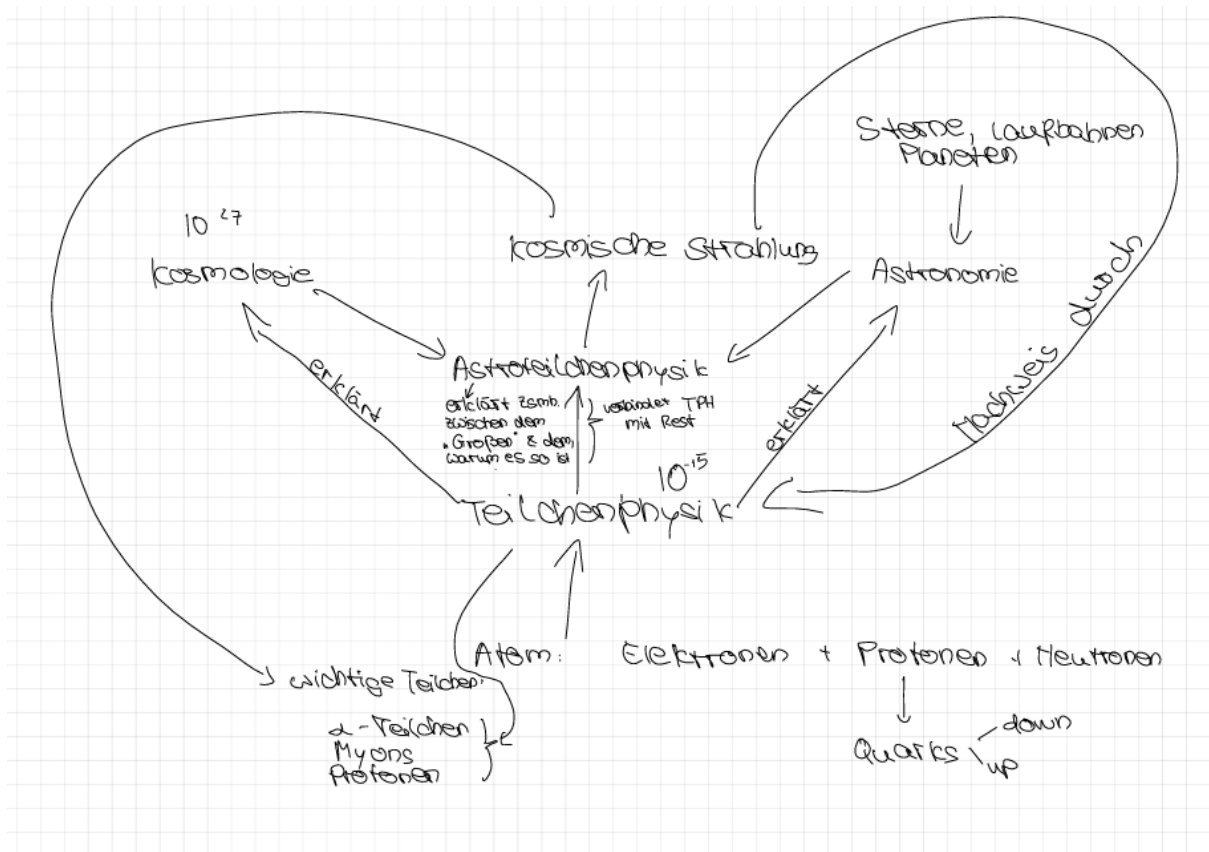 Sterne, Laufbahnen
Planeten
10^27
Kosmologie
Kosmische Strahlung
Astronomie
Nachweis durch
Astroteilchenphysik
erklärt
erklärt zsmh.
zwischen dem
"Großen" & dem,
warum es so ist
verbindet TPH
mit Rest
erklärt
10^-15
Teilchenphysik
Atom: Elektronen + Protonen + Neutronen
wichtige Teilchen:
α-Teilchen
Myons
Protonen
Quarks
down
up